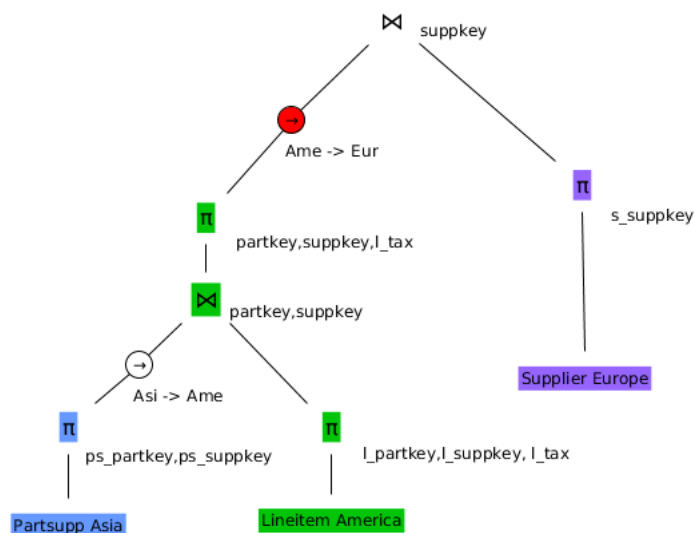 ⋈ suppkey
→
Ame -> Eur
π
s_suppkey
π
partkey,suppkey,l_tax
⋈
partkey,suppkey
→
Asi -> Ame
Supplier Europe
π
ps_partkey,ps_suppkey
π
l_partkey,l_suppkey, l_tax
Partsupp Asia
Lineitem America